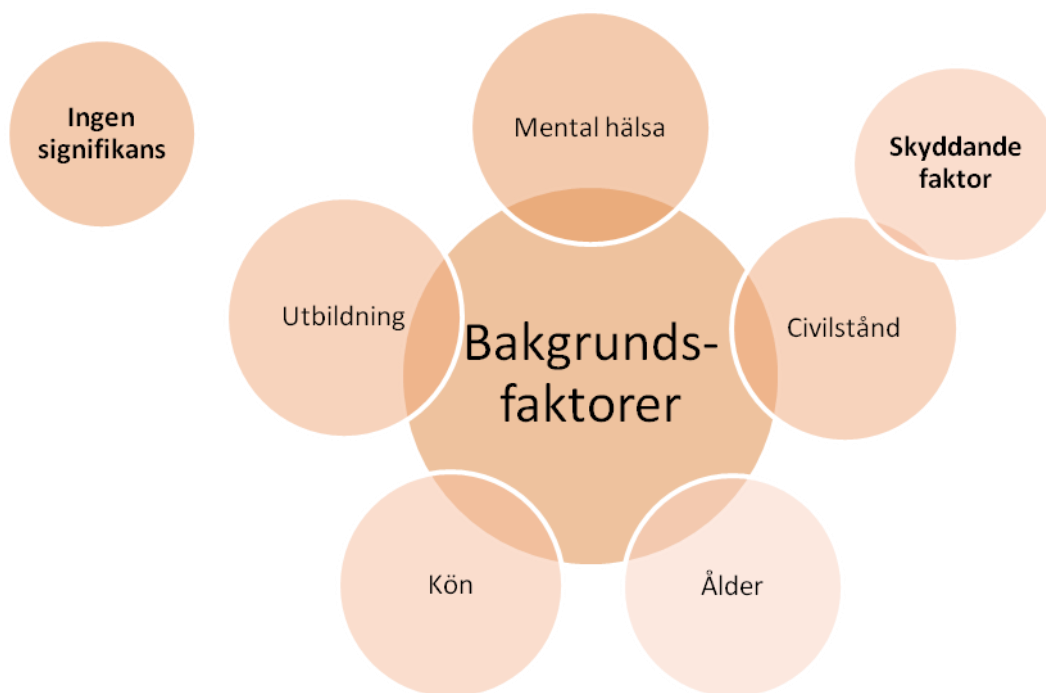 Ingen
signifikans
Mental hälsa
Skyddande
faktor
Utbildning
Civilstånd
Bakgrunds-
faktorer
Kön
Ålder